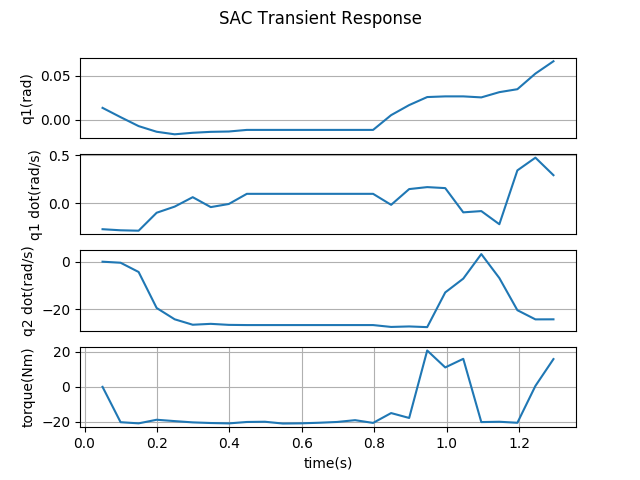 SAC Transient Response
q1(rad)
0.05
0.00
q1 dot(rad/s)
0.5
0.0
q2 dot(rad/s)
0
−20
torque(Nm)
20
0
−20
0.0 0.2 0.4 0.6 0.8 1.0 1.2
time(s)